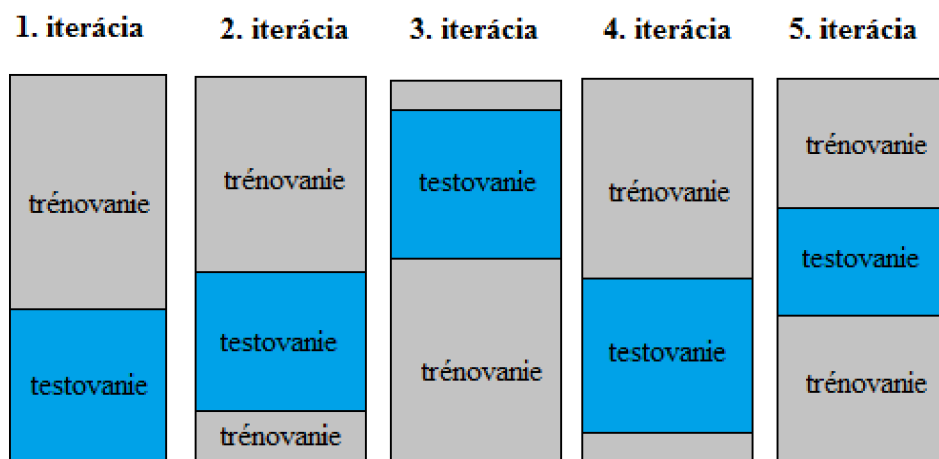 1. iterácia
2. iterácia
3. iterácia
4. iterácia
5. iterácia
trénovanie
testovanie
trénovanie
testovanie
trénovanie
testovanie
trénovanie
trénovanie
testovanie
trénovanie
testovanie
trénovanie